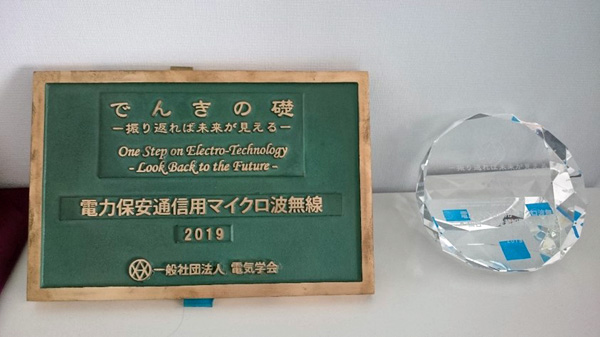 でんきの礎
ー振り返れば未来が見えるー
One Step on Electro-Technology
- Look Back to the Future -
電力保安通信用マイクロ波無線
2019
一般社団法人 電気学会